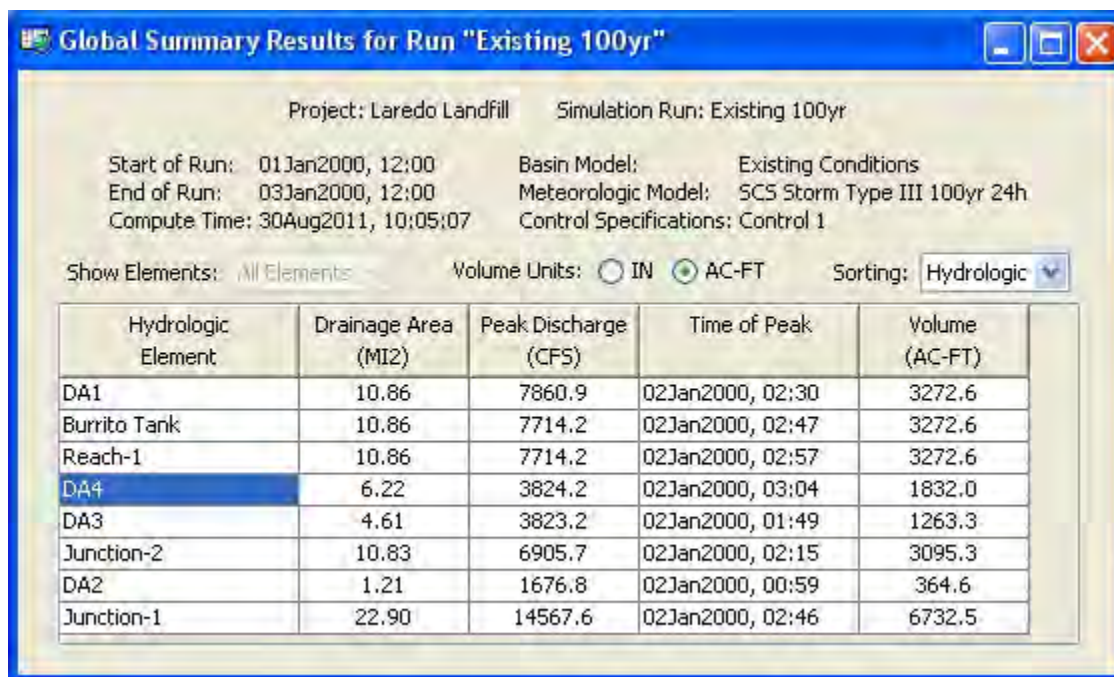 Global Summary Results for Run "Existing 100yr"
Project: Laredo Landfill Simulation Run: Existing 100yr
Start of Run: 01Jan2000, 12:00 Basin Model: Existing Conditions
End of Run: 03Jan2000, 12:00 Meteorologic Model: SCS Storm Type III 100yr 24h
Compute Time: 30Aug2011, 10:05:07 Control Specifications: Control 1
Show Elements: All Elements Volume Units: IN AC-FT Sorting: Hydrologic
Hydrologic Element Drainage Area (MI2) Peak Discharge (CFS) Time of Peak Volume (AC-FT)
DA1 10.86 7860.9 02Jan2000, 02:30 3272.6
Burrito Tank 10.86 7714.2 02Jan2000, 02:47 3272.6
Reach-1 10.86 7714.2 02Jan2000, 02:57 3272.6
DA4 6.22 3824.2 02Jan2000, 03:04 1832.0
DA3 4.61 3823.2 02Jan2000, 01:49 1263.3
Junction-2 10.83 6905.7 02Jan2000, 02:15 3095.3
DA2 1.21 1676.8 02Jan2000, 00:59 364.6
Junction-1 22.90 14567.6 02Jan2000, 02:46 6732.5